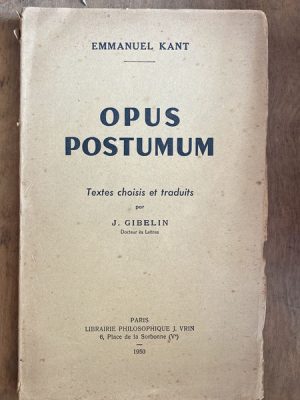 EMMANUEL KANT
OPUS
POSTUMUM
Textes choisis et traduits
par
J. GIBELIN
Docteur ès Lettres
PARIS
LIBRAIRIE PHILOSOPHIQUE J. VRIN
6, Place de la Sorbonne (Vᵉ)
1950